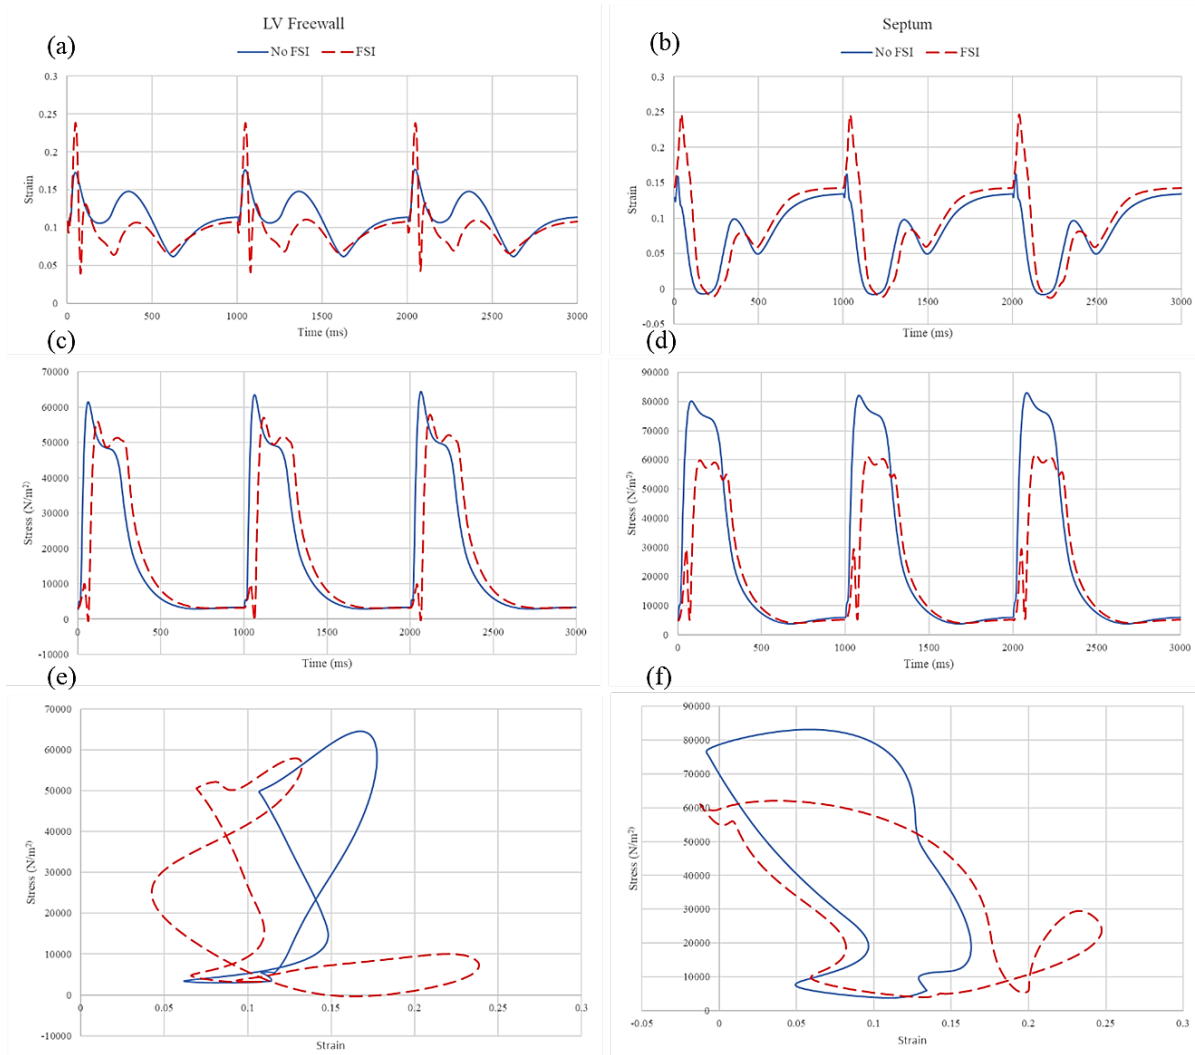 LV Freewall
(a)
No FSI FSI
0.3
0.25
0.2
0.15
0.1
0.05
0
Strain
0 500 1000 1500 2000 2500 3000
Time (ms)
Septum
(b)
No FSI FSI
0.3
0.25
0.2
0.15
0.1
0.05
0
-0.05
Strain
0 500 1000 1500 2000 2500 3000
Time (ms)
(c)
70000
60000
50000
40000
30000
20000
10000
0
-10000
Stress (N/m²)
0 500 1000 1500 2000 2500 3000
Time (ms)
(d)
90000
80000
70000
60000
50000
40000
30000
20000
10000
0
Stress (N/m²)
0 500 1000 1500 2000 2500 3000
Time (ms)
(e)
70000
60000
50000
40000
30000
20000
10000
0
-10000
Stress (N/m²)
0 0.05 0.1 0.15 0.2 0.25 0.3
Strain
(f)
90000
80000
70000
60000
50000
40000
30000
20000
10000
0
Stress (N/m²)
-0.05 0 0.05 0.1 0.15 0.2 0.25 0.3
Strain